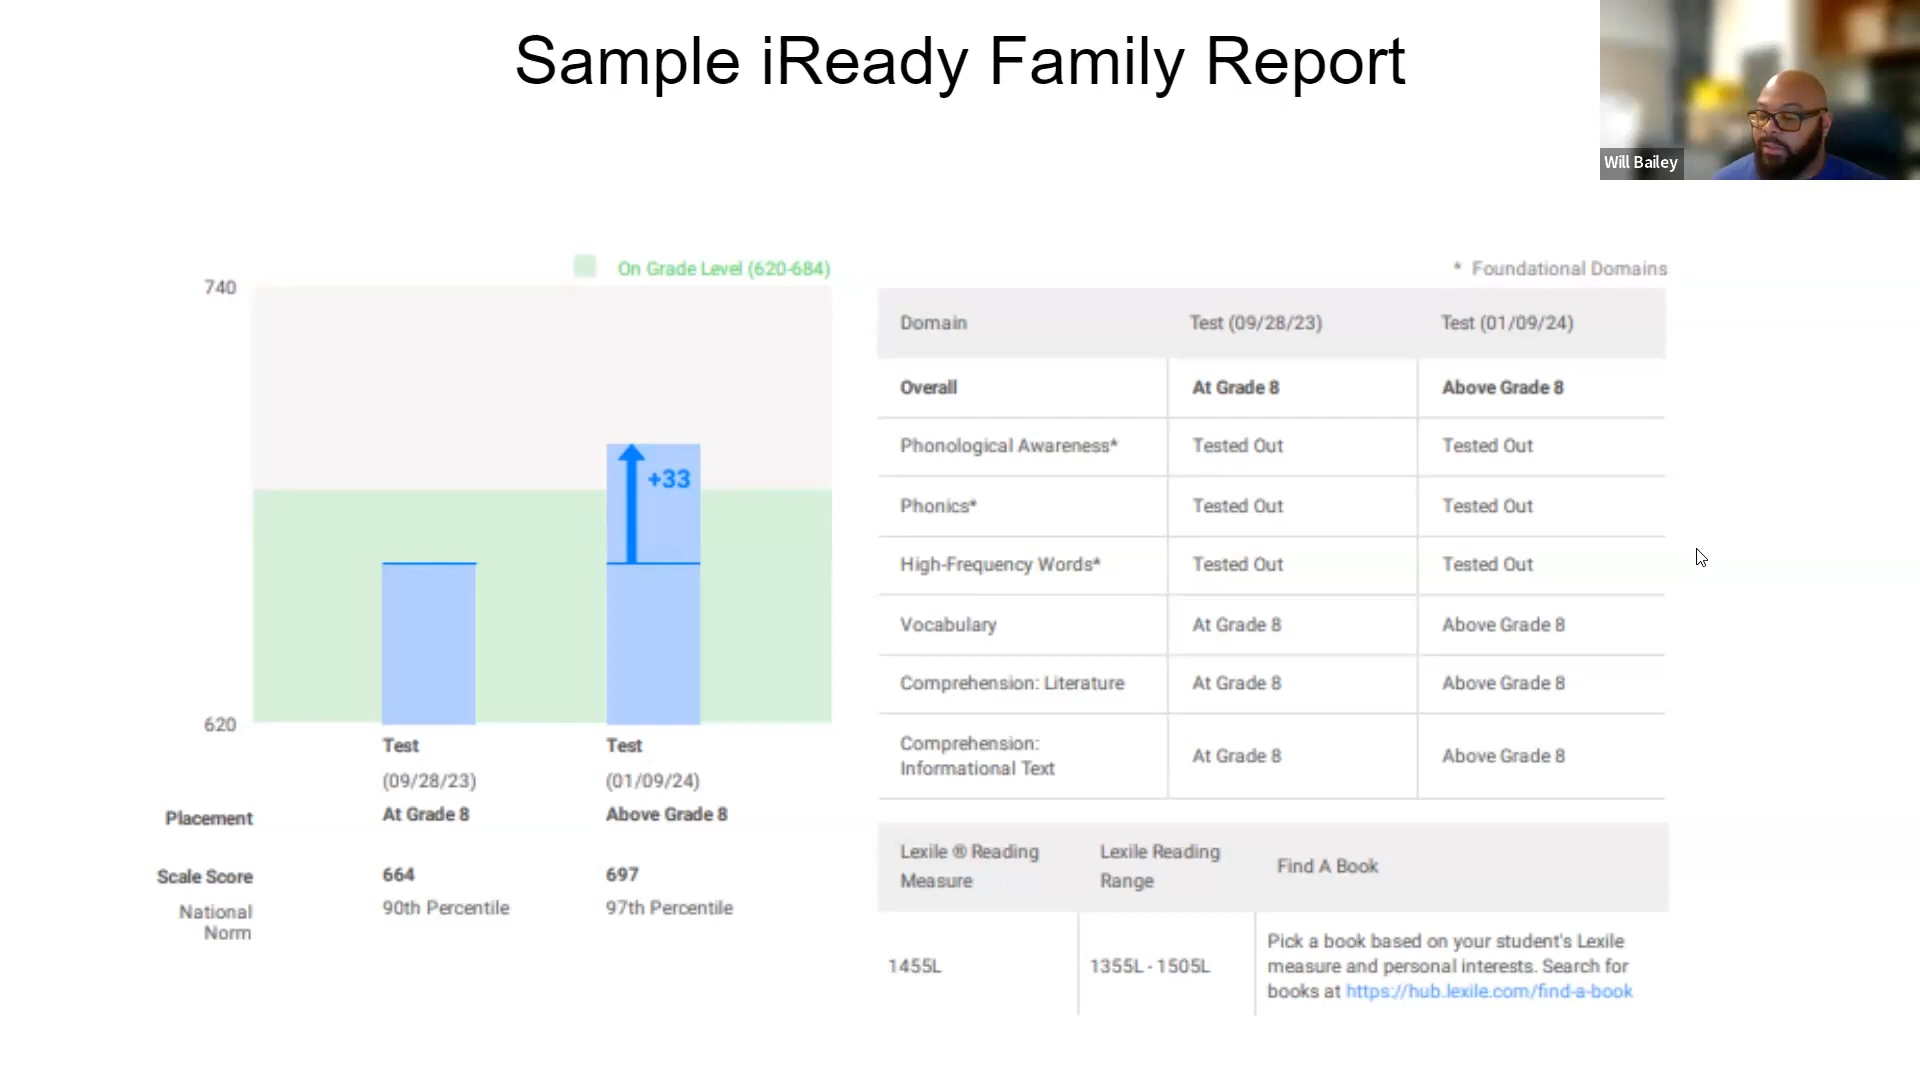 Sample iReady Family Report
Will Bailey
On Grade Level (620-684)
740
+33
620
Test
(09/28/23)
Test
(01/09/24)
Placement
At Grade 8
Above Grade 8
Scale Score
664
697
National
Norm
90th Percentile
97th Percentile
* Foundational Domains
Domain
Test (09/28/23)
Test (01/09/24)
Overall
At Grade 8
Above Grade 8
Phonological Awareness*
Tested Out
Tested Out
Phonics*
Tested Out
Tested Out
High-Frequency Words*
Tested Out
Tested Out
Vocabulary
At Grade 8
Above Grade 8
Comprehension: Literature
At Grade 8
Above Grade 8
Comprehension:
Informational Text
At Grade 8
Above Grade 8
Lexile ® Reading
Measure
Lexile Reading
Range
Find A Book
1455L
1355L - 1505L
Pick a book based on your student's Lexile
measure and personal interests. Search for
books at https://hub.lexile.com/find-a-book